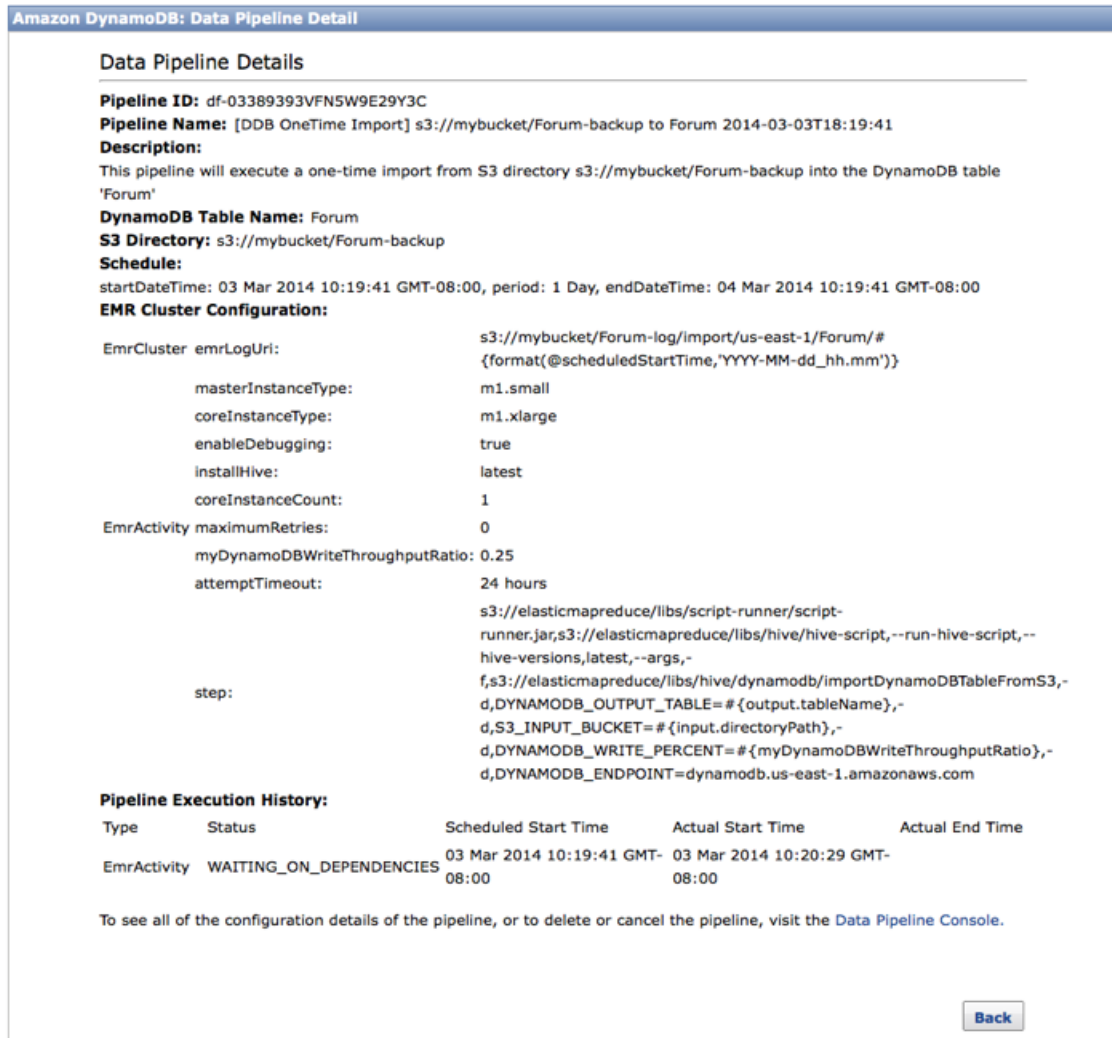 Amazon DynamoDB: Data Pipeline Detail
Data Pipeline Details
Pipeline ID: df-03389393VFN5W9E29Y3C
Pipeline Name: [DDB OneTime Import] s3://mybucket/Forum-backup to Forum 2014-03-03T18:19:41
Description:
This pipeline will execute a one-time import from S3 directory s3://mybucket/Forum-backup into the DynamoDB table
'Forum'
DynamoDB Table Name: Forum
S3 Directory: s3://mybucket/Forum-backup
Schedule:
startDateTime: 03 Mar 2014 10:19:41 GMT-08:00, period: 1 Day, endDateTime: 04 Mar 2014 10:19:41 GMT-08:00
EMR Cluster Configuration:
EmrCluster emrLogUri: s3://mybucket/Forum-log/import/us-east-1/Forum/#
{format(@scheduledStartTime,'YYYY-MM-dd_hh.mm')}
masterInstanceType: m1.small
coreInstanceType: m1.xlarge
enableDebugging: true
installHive: latest
coreInstanceCount: 1
EmrActivity maximumRetries: 0
myDynamoDBWriteThroughputRatio: 0.25
attemptTimeout: 24 hours
step: s3://elasticmapreduce/libs/script-runner/script-
runner.jar,s3://elasticmapreduce/libs/hive/hive-script,--run-hive-script,--
hive-versions,latest,--args,-
f,s3://elasticmapreduce/libs/hive/dynamodb/importDynamoDBTableFromS3,-
d,DYNAMODB_OUTPUT_TABLE=#{output.tableName},-
d,S3_INPUT_BUCKET=#{input.directoryPath},-
d,DYNAMODB_WRITE_PERCENT=#{myDynamoDBWriteThroughputRatio},-
d,DYNAMODB_ENDPOINT=dynamodb.us-east-1.amazonaws.com
Pipeline Execution History:
Type Status Scheduled Start Time Actual Start Time Actual End Time
EmrActivity WAITING_ON_DEPENDENCIES 03 Mar 2014 10:19:41 GMT- 03 Mar 2014 10:20:29 GMT-
08:00 08:00
To see all of the configuration details of the pipeline, or to delete or cancel the pipeline, visit the Data Pipeline Console.
Back